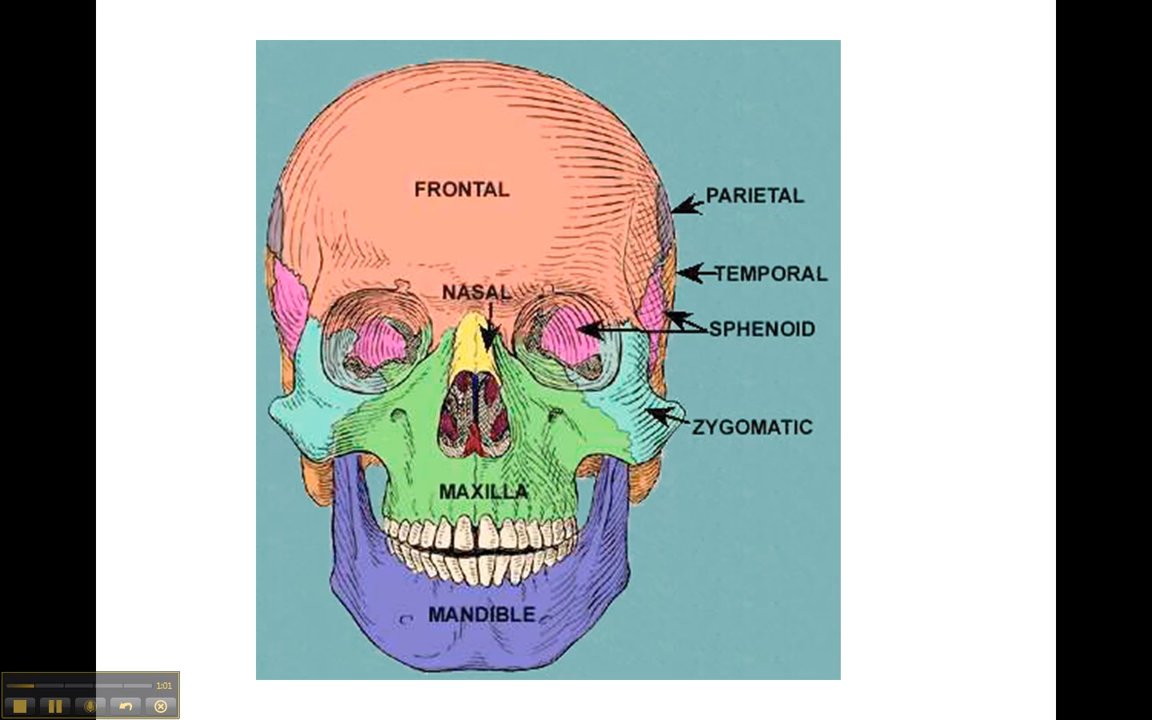 FRONTAL
PARIETAL
TEMPORAL
NASAL
SPHENOID
ZYGOMATIC
MAXILLA
MANDIBLE
1:01